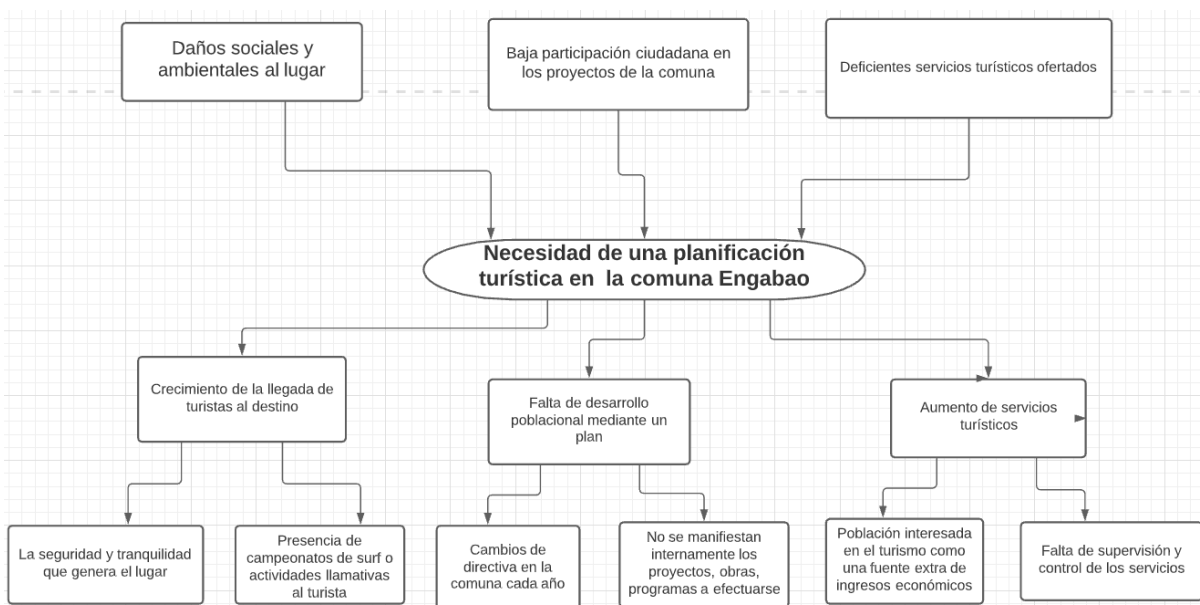 Daños sociales y
ambientales al lugar
Baja participación ciudadana en
los proyectos de la comuna
Deficientes servicios turísticos ofertados
Necesidad de una planificación
turística en  la comuna Engabao
Crecimiento de la llegada de
turistas al destino
Falta de desarrollo
poblacional mediante un
plan
Aumento de servicios
turísticos
La seguridad y tranquilidad
que genera el lugar
Presencia de
campeonatos de surf o
actividades llamativas
al turista
Cambios de
directiva en la
comuna cada año
No se manifiestan
internamente los
proyectos, obras,
programas a efectuarse
Población interesada
en el turismo como
una fuente extra de
ingresos económicos
Falta de supervisión y
control de los servicios